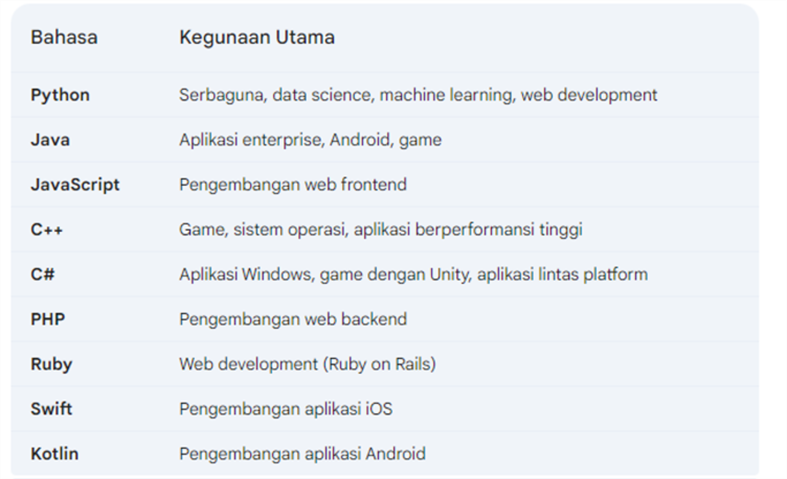 Bahasa Kegunaan Utama
Python Serbaguna, data science, machine learning, web development
Java Aplikasi enterprise, Android, game
JavaScript Pengembangan web frontend
C++ Game, sistem operasi, aplikasi berperformansi tinggi
C# Aplikasi Windows, game dengan Unity, aplikasi lintas platform
PHP Pengembangan web backend
Ruby Web development (Ruby on Rails)
Swift Pengembangan aplikasi iOS
Kotlin Pengembangan aplikasi Android